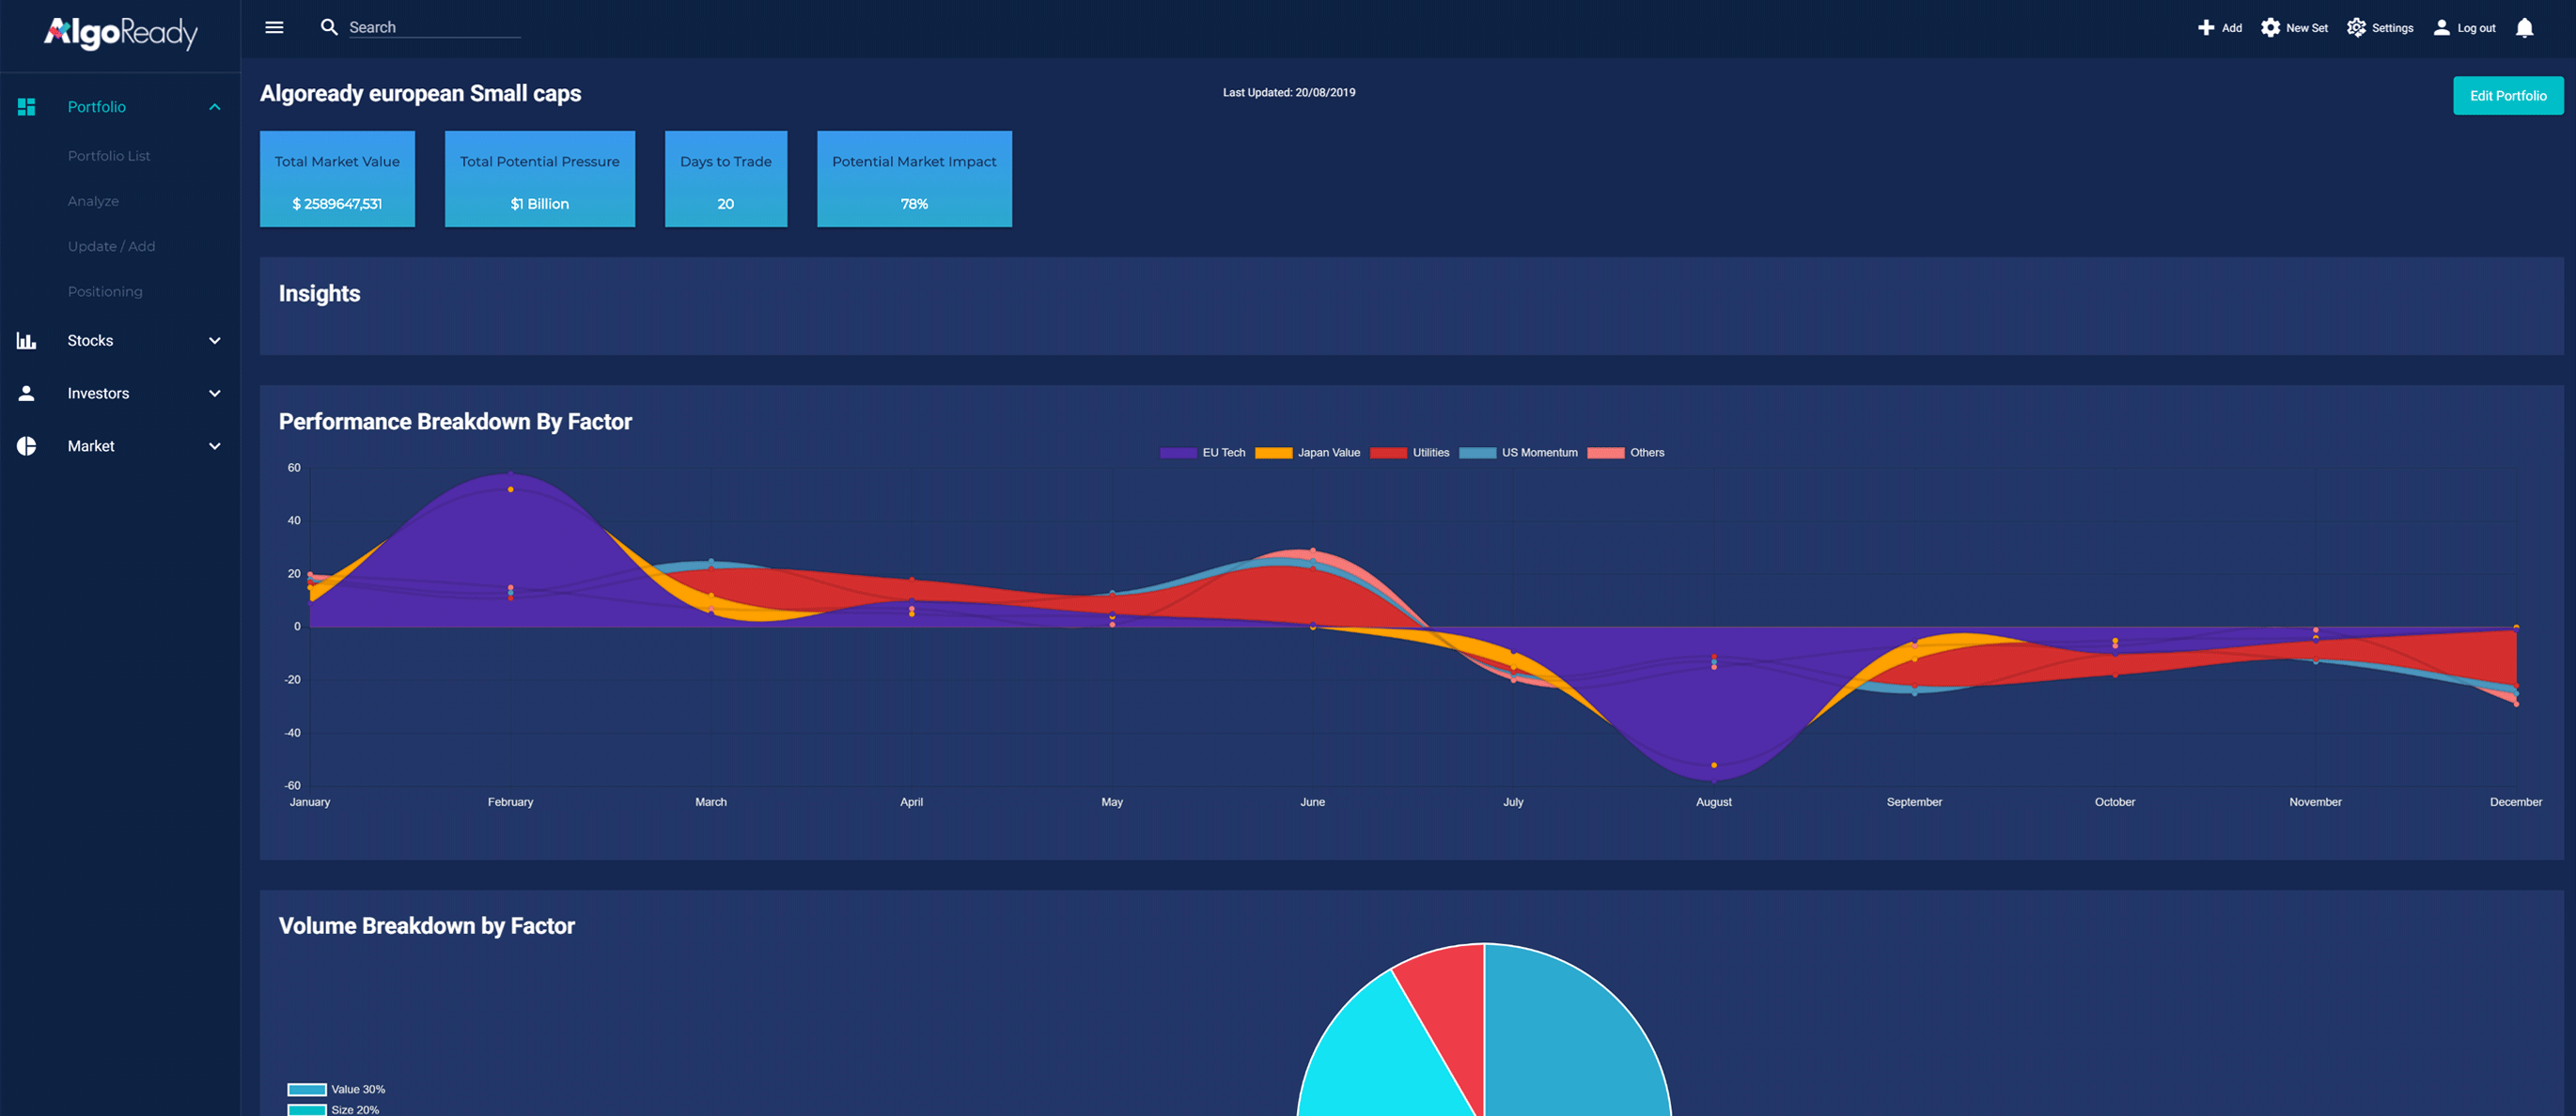 AlgoReady
Search
Add
New Set
Settings
Log out
Portfolio
Portfolio List
Analyze
Update / Add
Positioning
Stocks
Investors
Market
Algoready european Small caps
Last Updated: 20/08/2019
Edit Portfolio
Total Market Value
$ 2589647,531
Total Potential Pressure
$1 Billion
Days to Trade
20
Potential Market Impact
78%
Insights
Performance Breakdown By Factor
EU Tech
Japan Value
Utilities
US Momentum
Others
60
40
20
0
-20
-40
-60
January
February
March
April
May
June
July
August
September
October
November
December
Volume Breakdown by Factor
Value 30%
Size 20%